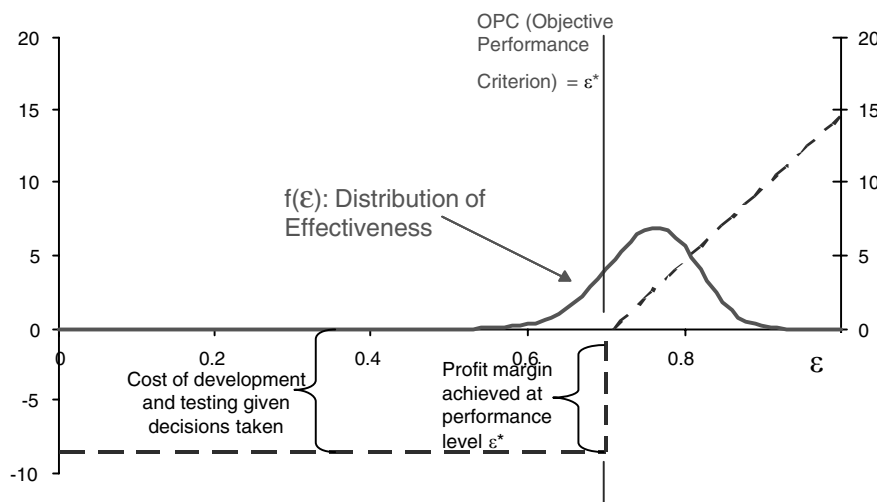 OPC (Objective
Performance
Criterion) = ε*
20
15
10
5
0
-5
-10
20
15
10
5
0
f(ε): Distribution of
Effectiveness
0
0.2
0.4
0.6
0.8
ε
Cost of development
and testing given
decisions taken
Profit margin
achieved at
performance
level ε*